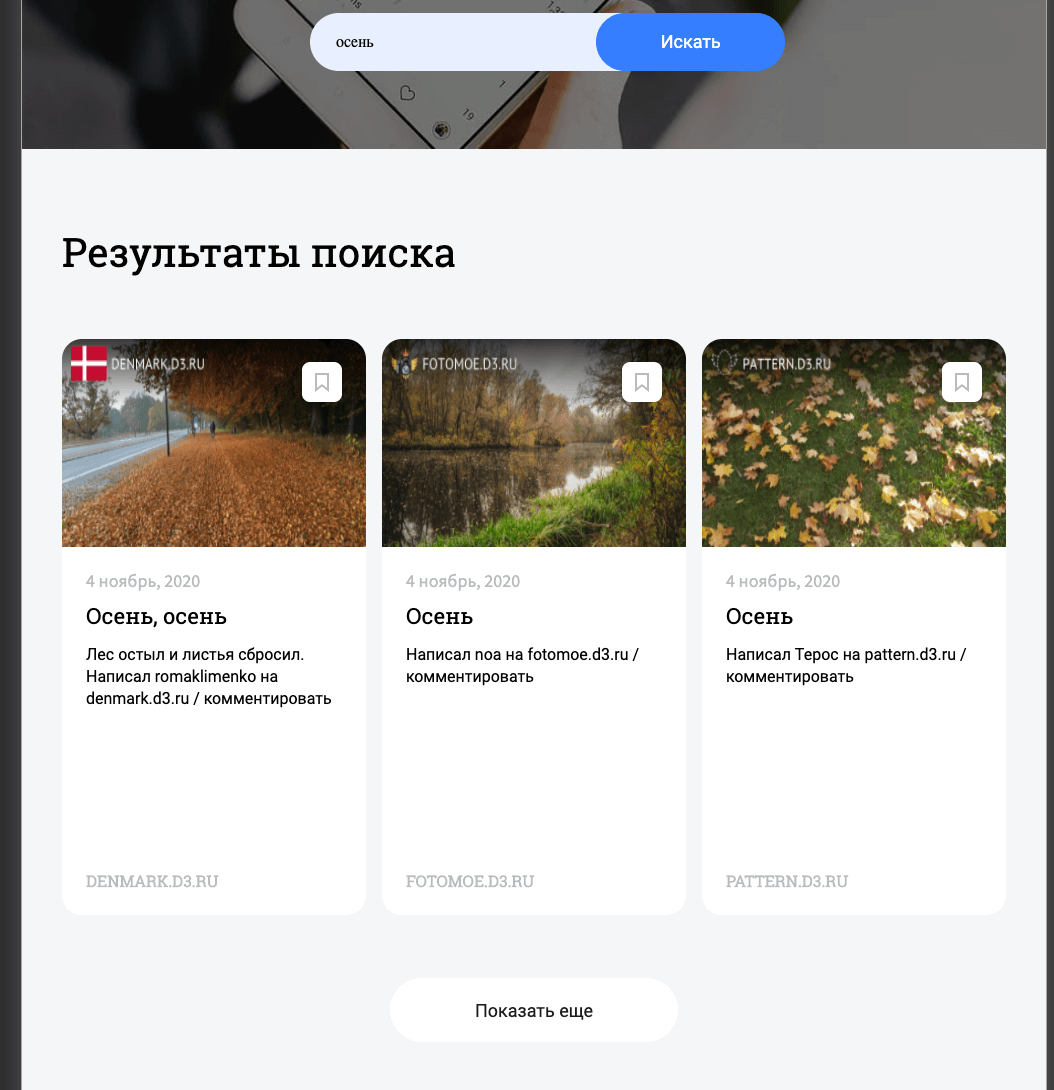 осень
Искать
1
19
Результаты поиска
DENMARK.D3.RU
FOTOMOE.D3.RU
PATTERN.D3.RU
4 ноябрь, 2020
Осень, осень
Лес остыл и листья сбросил.
Написал romaklimenko на
denmark.d3.ru / комментировать
DENMARK.D3.RU
4 ноябрь, 2020
Осень
Написал noa на fotomoe.d3.ru /
комментировать
FOTOMOE.D3.RU
4 ноябрь, 2020
Осень
Написал Терос на pattern.d3.ru /
комментировать
PATTERN.D3.RU
Показать еще